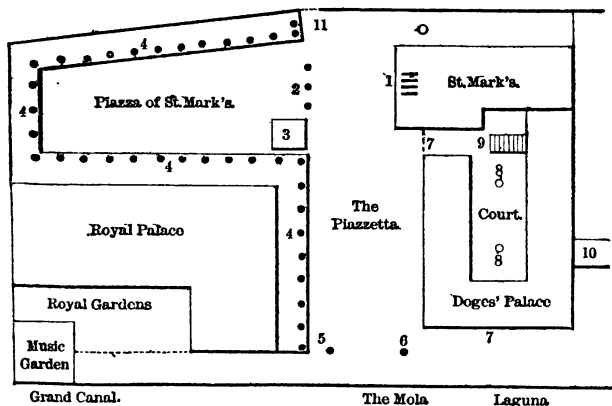 11
4
1
St. Mark's.
Piazza of St. Mark's.
2
4
3
7
9
4
8
The
Piazzetta.
Court.
Royal Palace
4
8
10
Royal Gardens
Doges' Palace
Music
Garden
5
6
7
Grand Canal.
The Mola
Laguna